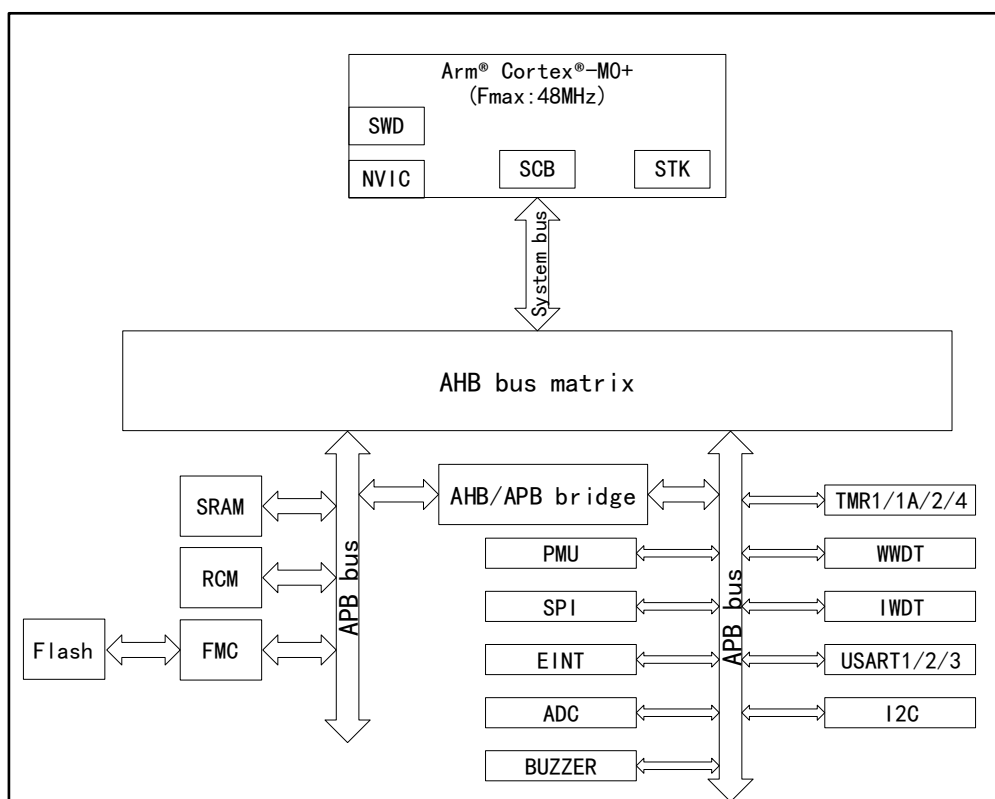 Arm® Cortex®-M0+
(Fmax:48MHz)
SWD
NVIC
SCB
STK
System bus
AHB bus matrix
SRAM
RCM
Flash
FMC
APB bus
AHB/APB bridge
PMU
SPI
EINT
ADC
BUZZER
APB bus
TMR1/1A/2/4
WWDT
IWDT
USART1/2/3
I2C